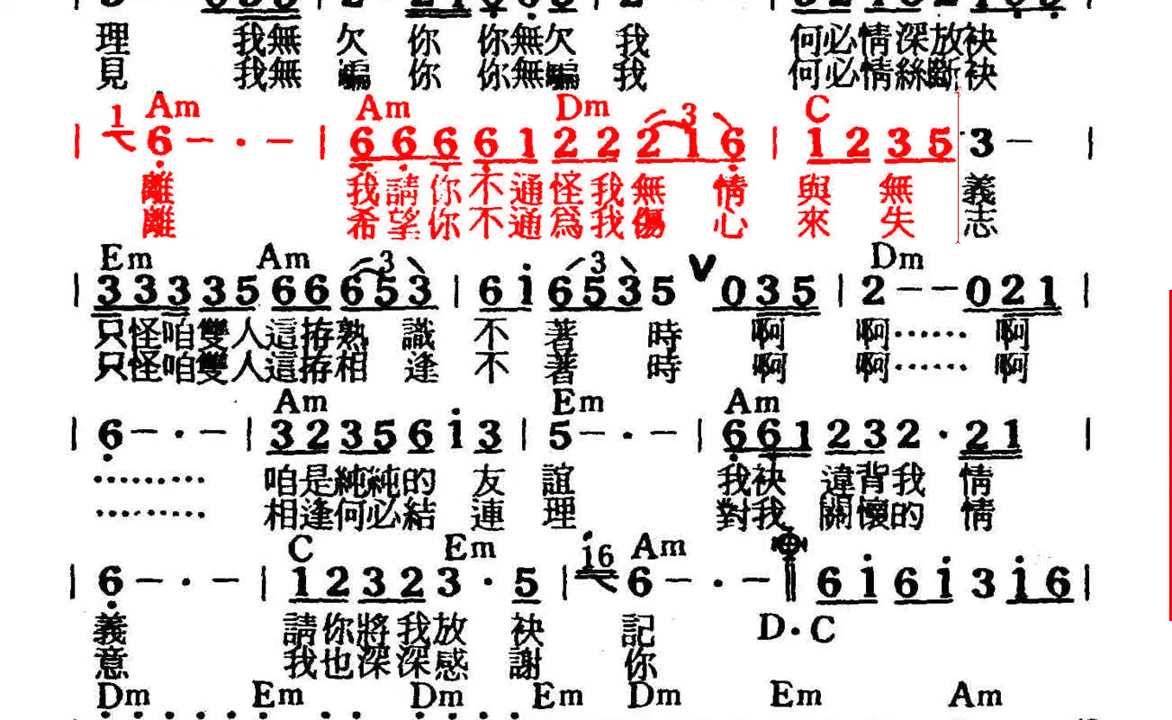 理 我無 欠 你 你無欠 我 何必情深放袂
見 我無 騙 你 你無騙 我 何必情絲斷袂
Am Am Dm 3 C
| 1 6 - · - | 6 6 6 6 1 2 2 2 1 6 | 1 2 3 5 3 - |
離 我請你不通怪我無 情 與 無 義
離 希望你不通爲我傷 心 來 失 志
Em Am 3 3 V Dm
| 3 3 3 3 5 6 6 6 5 3 | 6 i 6 5 3 5 0 3 5 | 2 - - 0 2 1 |
只怪咱雙人這拵熟 識 不 著 時 啊 啊…… 啊
只怪咱雙人這拵相 逢 不 著 時 啊 啊…… 啊
Am Em Am
| 6 - · - | 3 2 3 5 6 i 3 | 5 - · - | 6 6 1 2 3 2 · 2 1 |
……… 咱是純純的 友 誼 我袂 違背我 情
……… 相逢何必結 連 理 對我 關懷的 情
C Em i6 Am
| 6 - · - | 1 2 3 2 3 · 5 | 6 - · - || 6 i 6 i 3 i 6 |
義 請你將我放 袂 記 D·C
意 我也深深感 謝 你
Dm Em Dm Em Dm Em Am